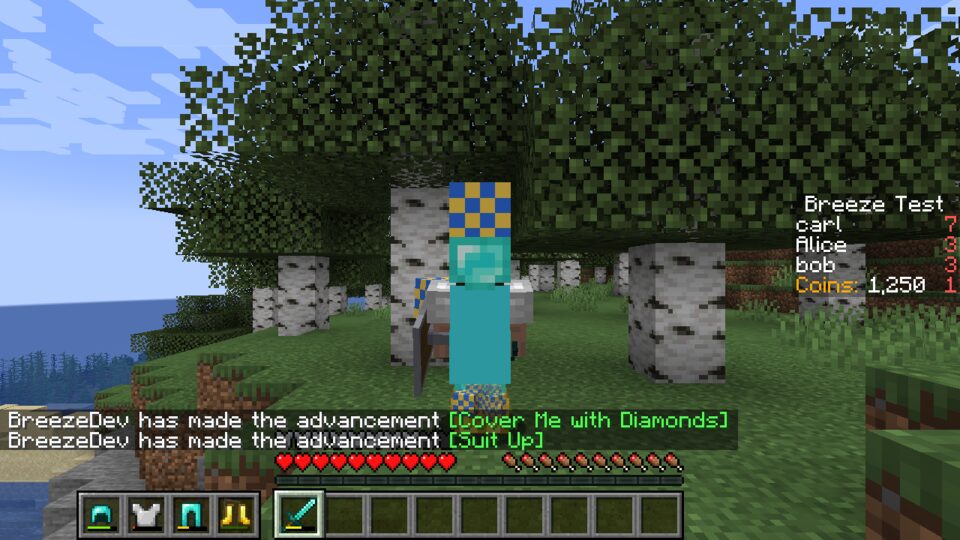 Breeze Test
carl 7
Alice 3
bob 3
Coins: 1,250 1
BreezeDev has made the advancement [Cover Me with Diamonds]
BreezeDev has made the advancement [Suit Up]